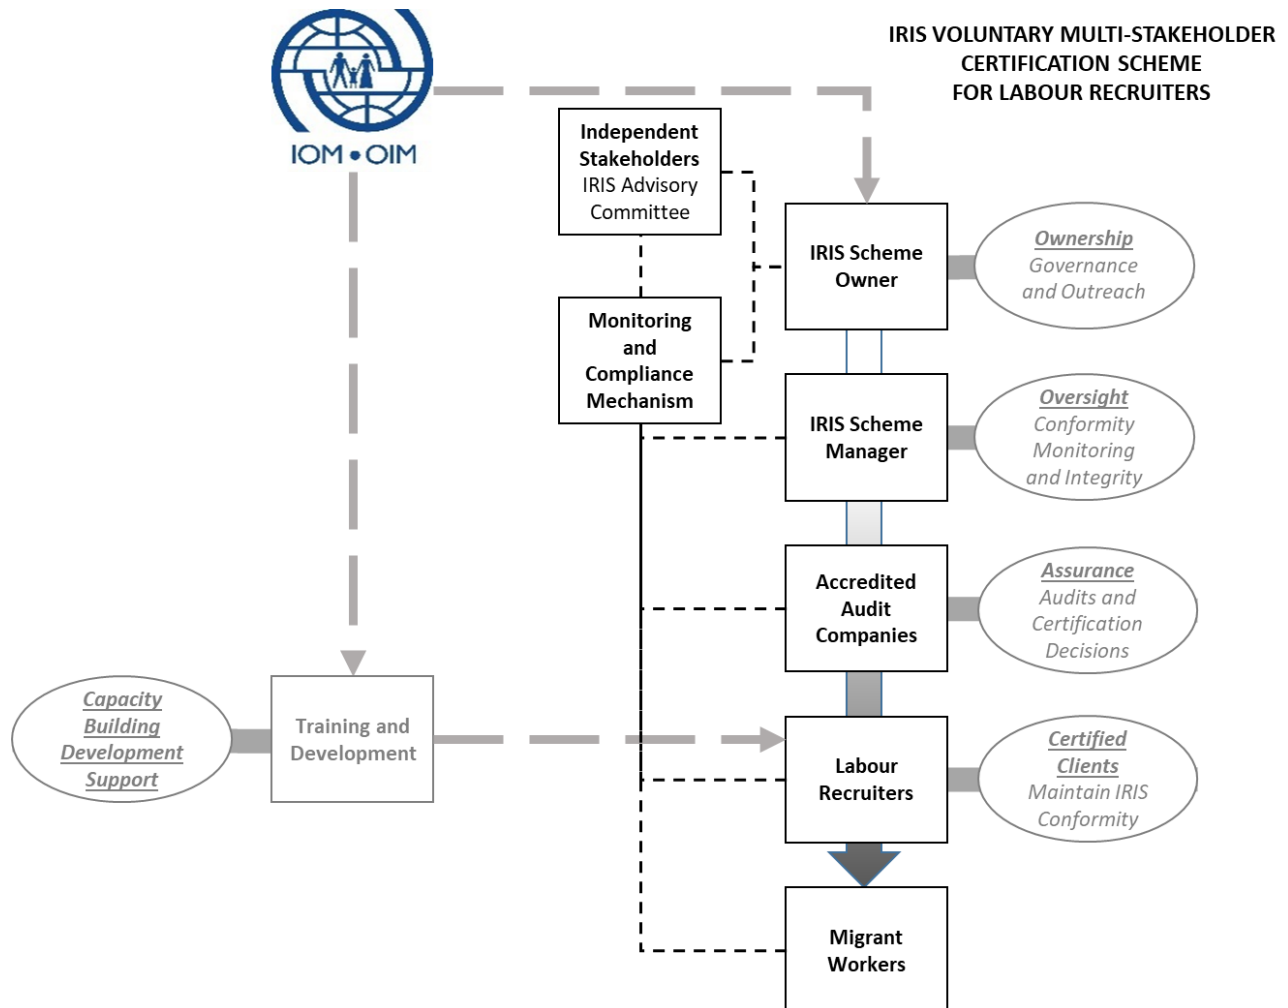 IRIS VOLUNTARY MULTI-STAKEHOLDER
CERTIFICATION SCHEME
FOR LABOUR RECRUITERS
IOM • OIM
Independent
Stakeholders
IRIS Advisory
Committee
IRIS Scheme
Owner
Ownership
Governance
and Outreach
Monitoring
and
Compliance
Mechanism
IRIS Scheme
Manager
Oversight
Conformity
Monitoring
and Integrity
Accredited
Audit
Companies
Assurance
Audits and
Certification
Decisions
Capacity
Building
Development
Support
Training and
Development
Labour
Recruiters
Certified
Clients
Maintain IRIS
Conformity
Migrant
Workers